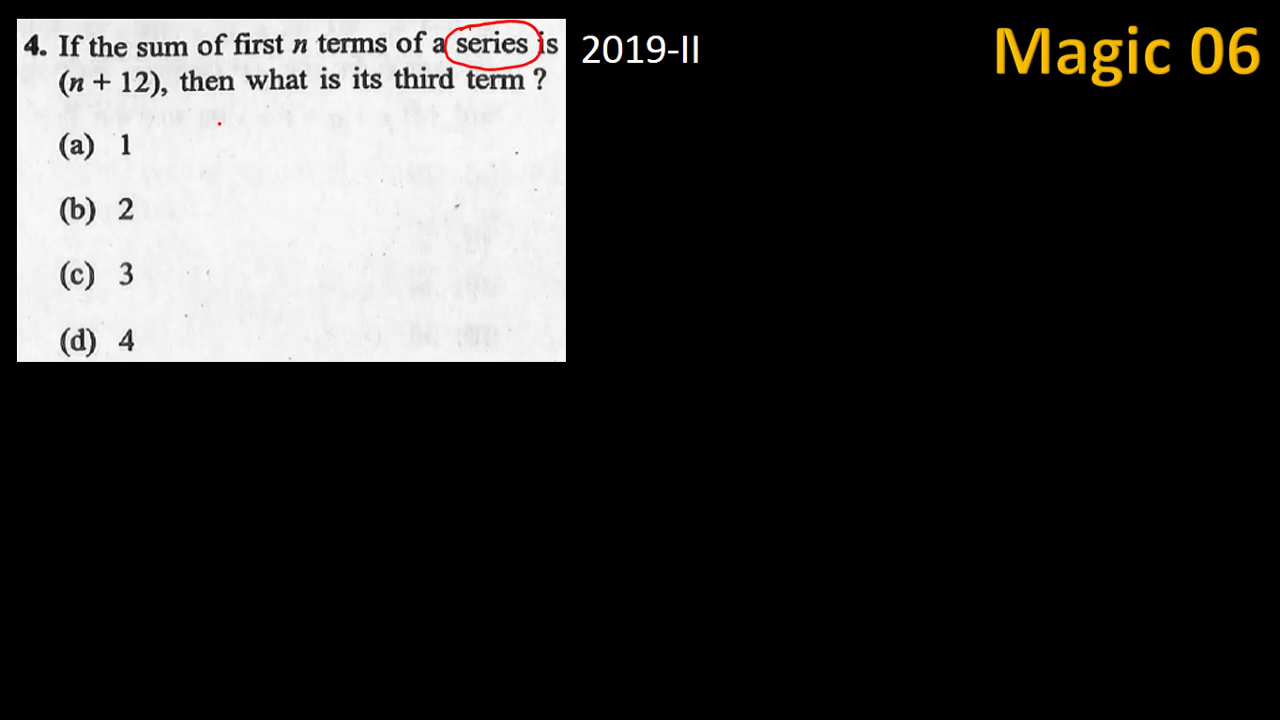 4. If the sum of first n terms of a series is
(n + 12), then what is its third term ?
(a) 1
(b) 2
(c) 3
(d) 4
2019-II
Magic 06